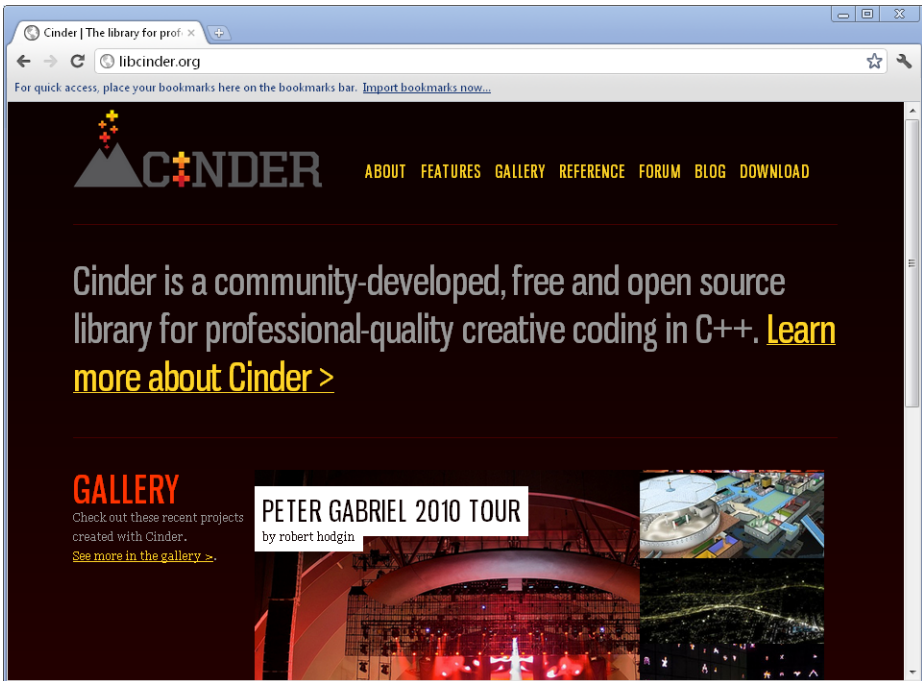 Cinder | The library for prof
libcinder.org
For quick access, place your bookmarks here on the bookmarks bar. Import bookmarks now...
CINDER
ABOUT FEATURES GALLERY REFERENCE FORUM BLOG DOWNLOAD
Cinder is a community-developed, free and open source
library for professional-quality creative coding in C++. Learn
more about Cinder >
GALLERY
Check out these recent projects
created with Cinder.
See more in the gallery >.
PETER GABRIEL 2010 TOUR
by robert hodgin